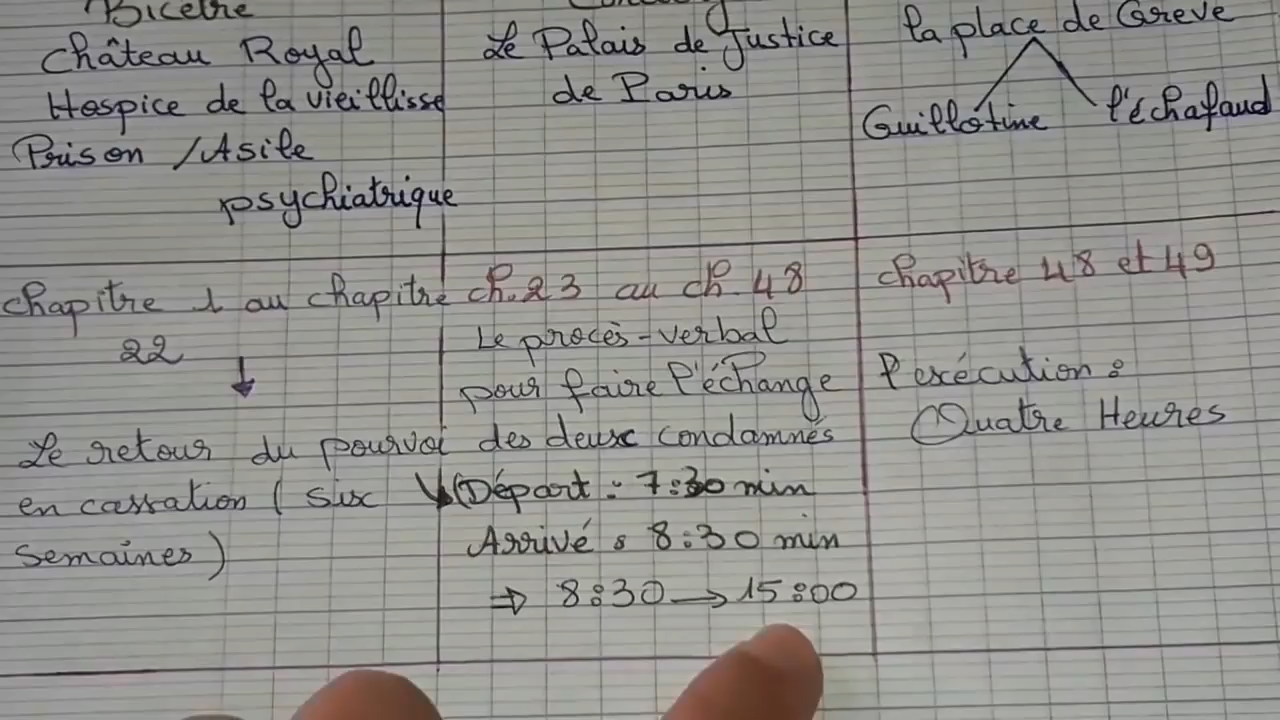 Bicêtre
Château Royal
Hospice de la vieillisse
Prison / Asile
psychiatrique
Le Palais de Justice
de Paris
la place de Grève
Guillotine l'échafaud
Chapitre 1 au chapitre
22
Le retour du pourvoi
en cassation ( six
semaines )
Ch.23 au ch 48
Le procès-verbal
pour faire l'échange
des deux condamnés
Départ : 7:30 min
Arrivé : 8:30 min
⇒ 8:30 → 15:00
Chapitre 48 et 49
l'exécution :
Quatre Heures